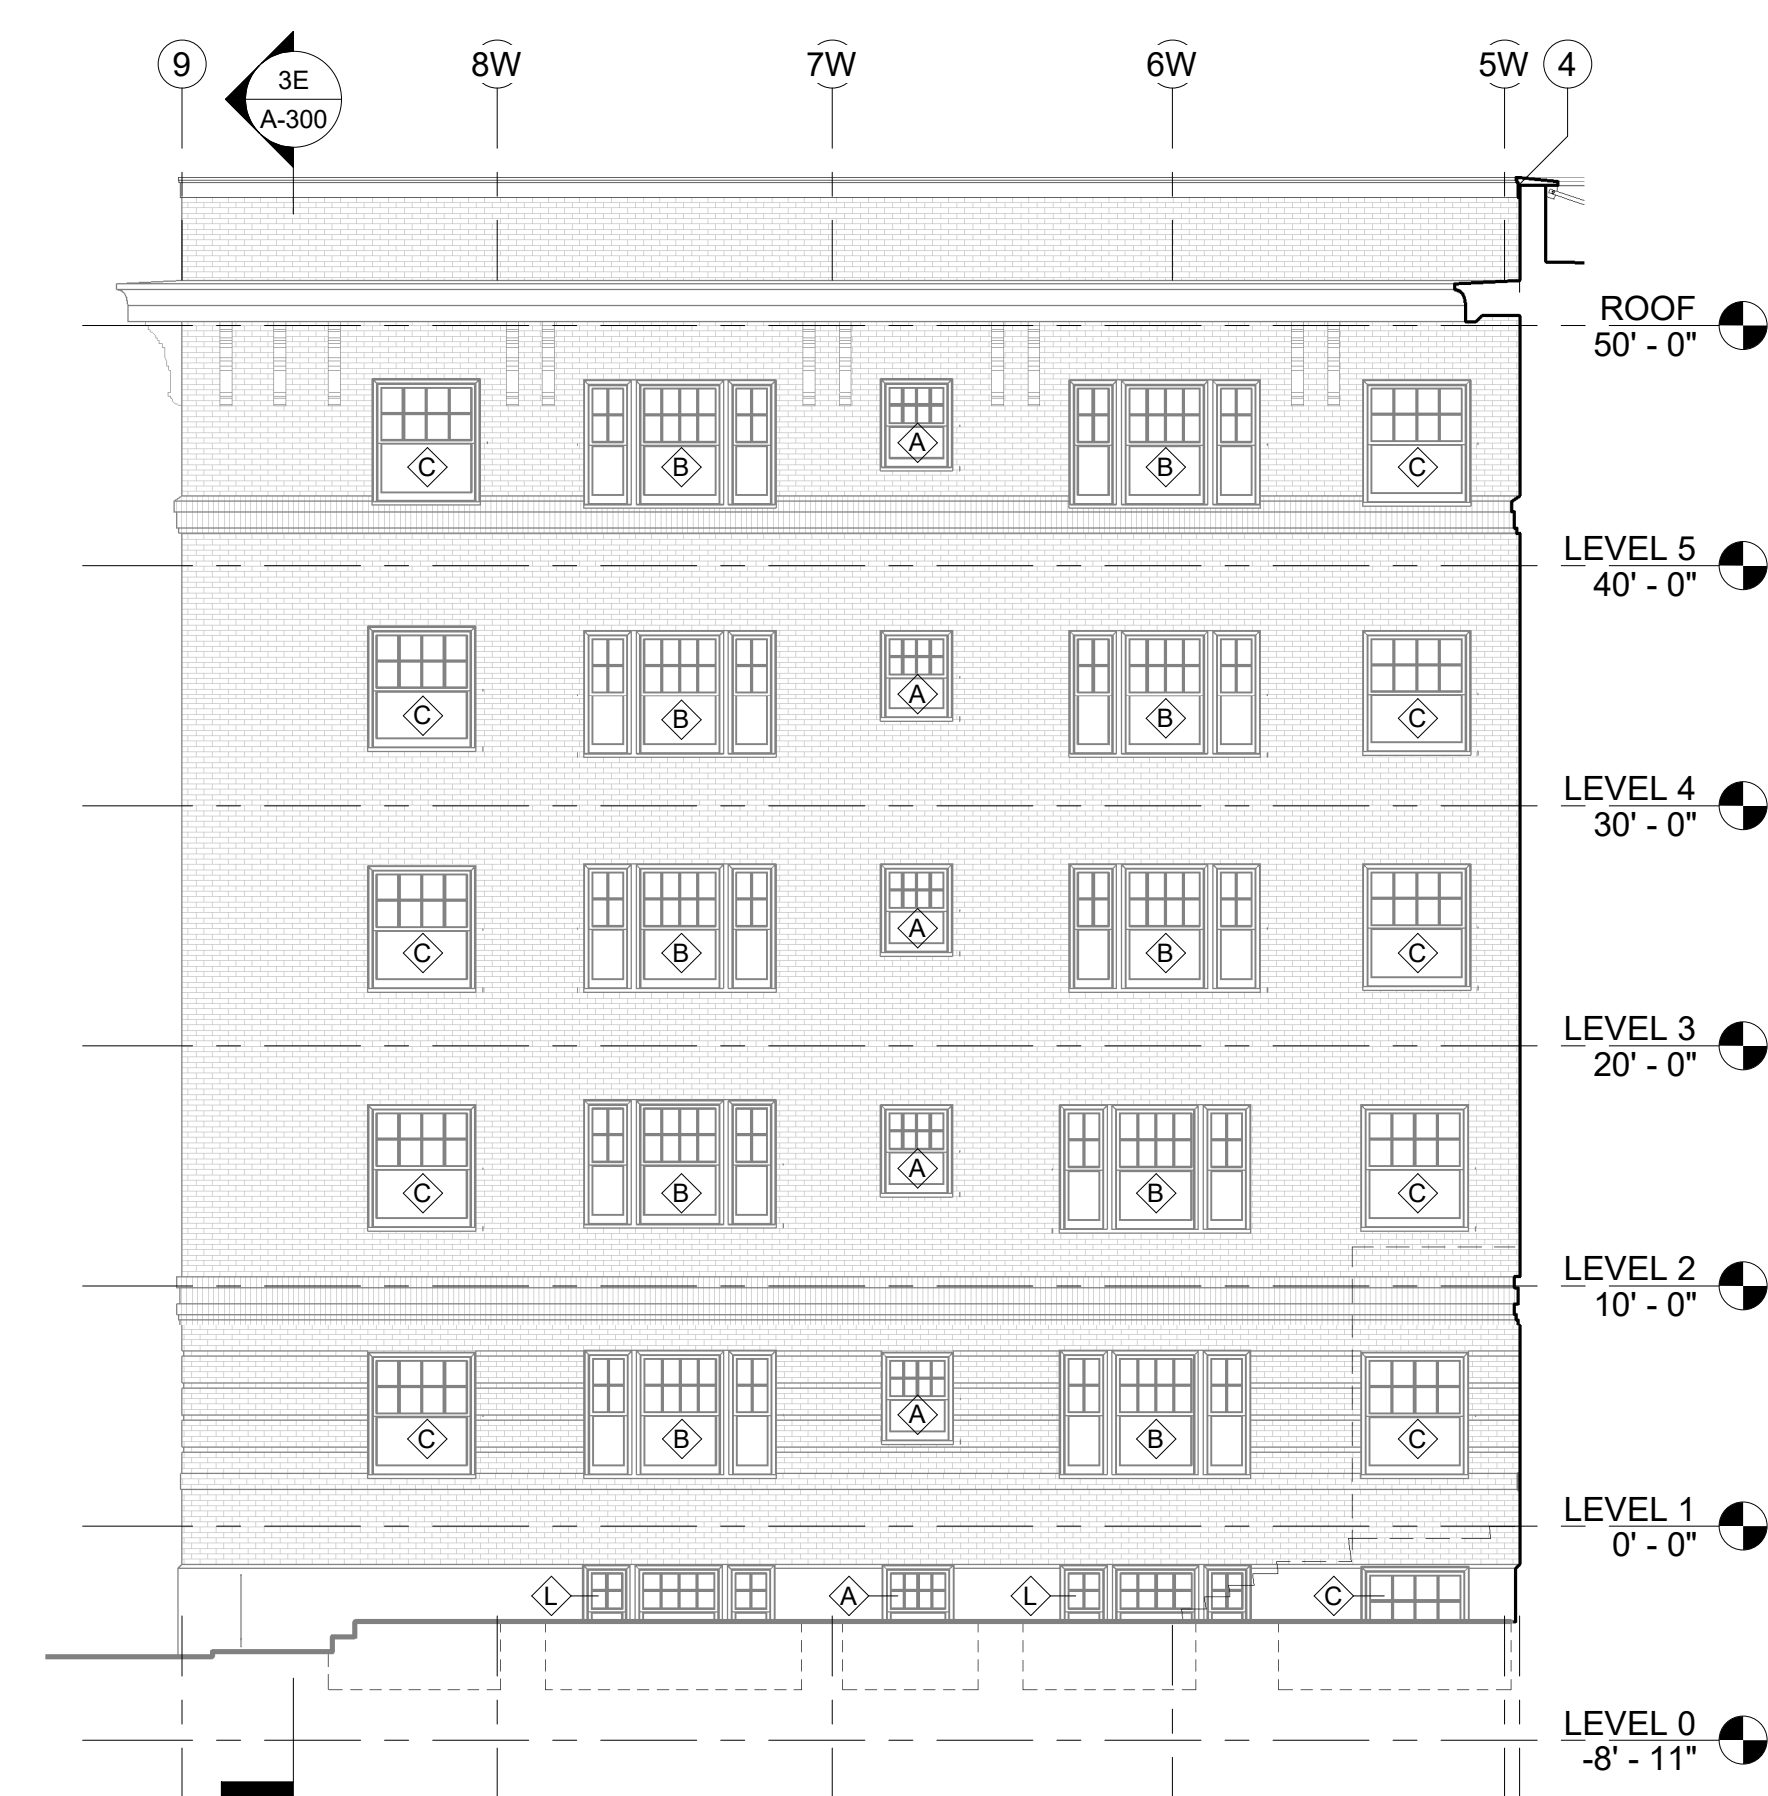 9
3E
A-300
8W
7W
6W
5W
4
ROOF
50' - 0"
C
B
A
B
C
LEVEL 5
40' - 0"
C
B
A
B
C
LEVEL 4
30' - 0"
C
B
A
B
C
LEVEL 3
20' - 0"
C
B
A
B
C
LEVEL 2
10' - 0"
C
B
A
B
C
LEVEL 1
0' - 0"
L
A
L
C
LEVEL 0
-8' - 11"